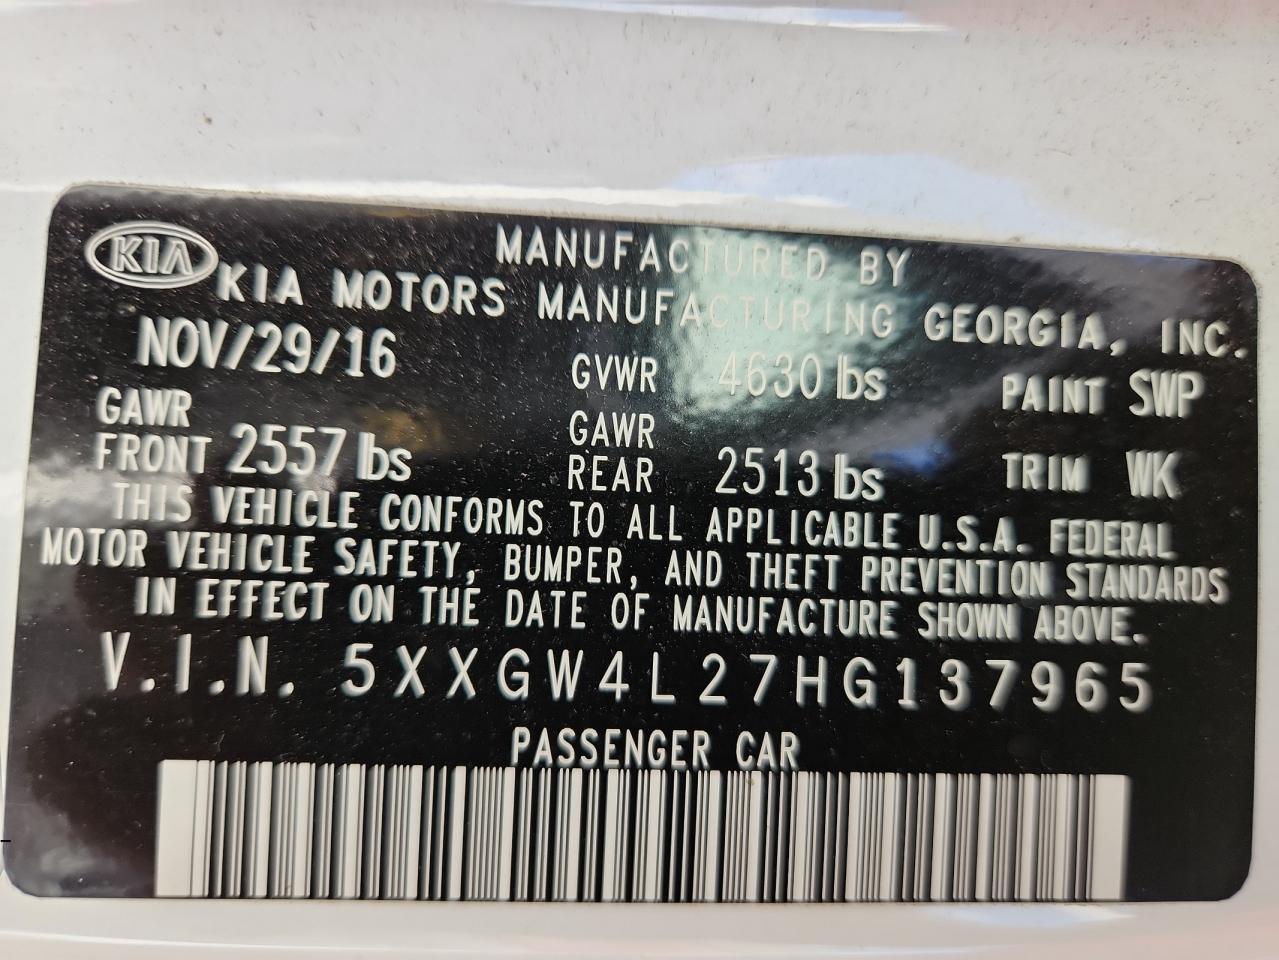 KIA
MANUFACTURED BY
KIA MOTORS MANUFACTURING GEORGIA, INC.
NOV/29/16 GVWR 4630 lbs PAINT SWP
GAWR FRONT 2557 lbs GAWR REAR 2513 lbs TRIM WK
THIS VEHICLE CONFORMS TO ALL APPLICABLE U.S.A. FEDERAL
MOTOR VEHICLE SAFETY, BUMPER, AND THEFT PREVENTION STANDARDS
IN EFFECT ON THE DATE OF MANUFACTURE SHOWN ABOVE.
V.I.N. 5XXGW4L27HG137965
PASSENGER CAR